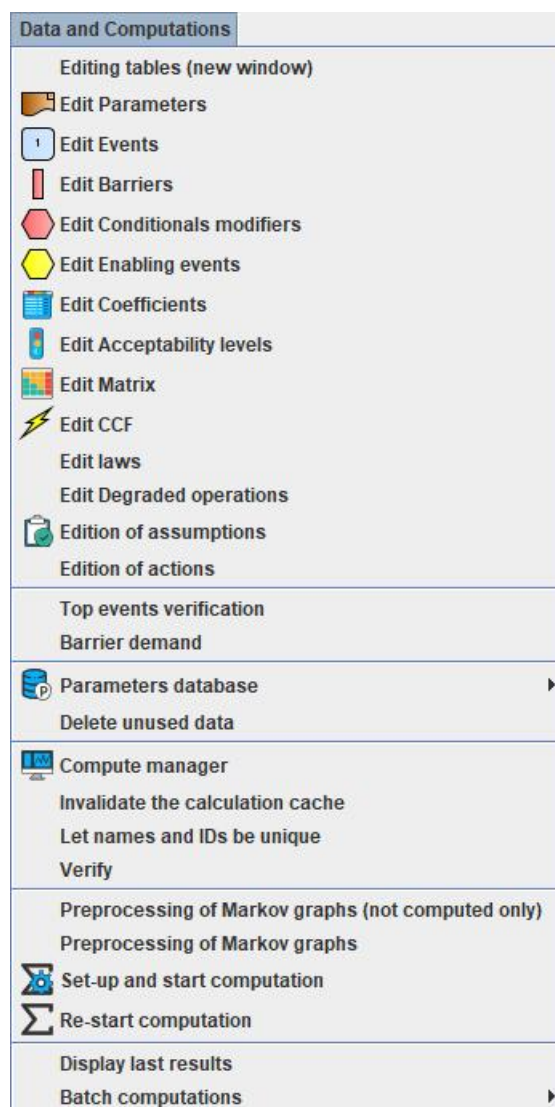 Data and Computations
Editing tables (new window)
Edit Parameters
1 Edit Events
Edit Barriers
Edit Conditionals modifiers
Edit Enabling events
Edit Coefficients
Edit Acceptability levels
Edit Matrix
Edit CCF
Edit laws
Edit Degraded operations
Edition of assumptions
Edition of actions
Top events verification
Barrier demand
P Parameters database
Delete unused data
Compute manager
Invalidate the calculation cache
Let names and IDs be unique
Verify
Preprocessing of Markov graphs (not computed only)
Preprocessing of Markov graphs
Set-up and start computation
Re-start computation
Display last results
Batch computations